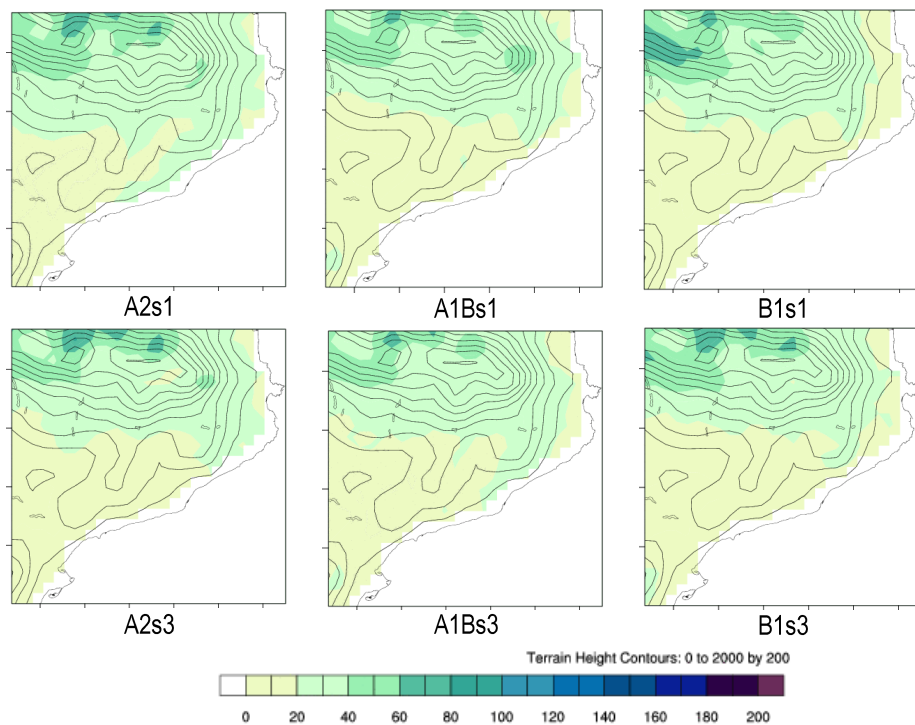 A2s1 A1Bs1 B1s1
A2s3 A1Bs3 B1s3
Terrain Height Contours: 0 to 2000 by 200
0 20 40 60 80 100 120 140 160 180 200